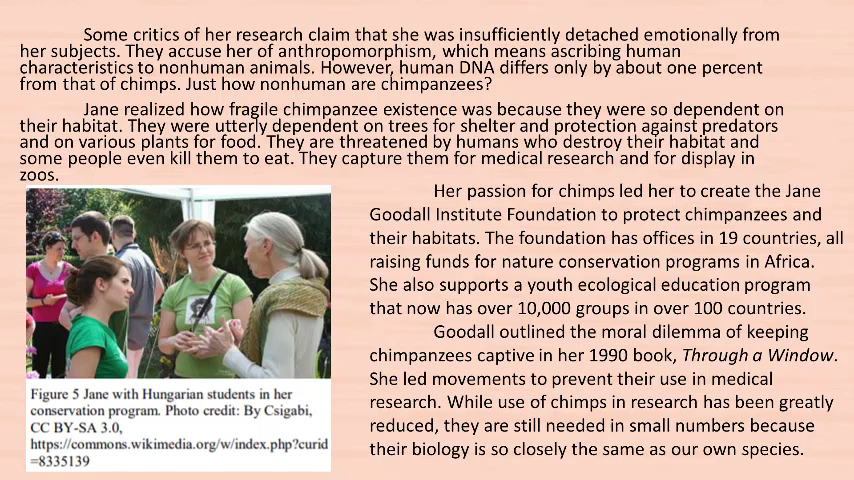 Some critics of her research claim that she was insufficiently detached emotionally from
her subjects. They accuse her of anthropomorphism, which means ascribing human
characteristics to nonhuman animals. However, human DNA differs only by about one percent
from that of chimps. Just how nonhuman are chimpanzees?
Jane realized how fragile chimpanzee existence was because they were so dependent on
their habitat. They were utterly dependent on trees for shelter and protection against predators
and on various plants for food. They are threatened by humans who destroy their habitat and
some people even kill them to eat. They capture them for medical research and for display in
zoos.
Her passion for chimps led her to create the Jane
Goodall Institute Foundation to protect chimpanzees and
their habitats. The foundation has offices in 19 countries, all
raising funds for nature conservation programs in Africa.
She also supports a youth ecological education program
that now has over 10,000 groups in over 100 countries.
Goodall outlined the moral dilemma of keeping
chimpanzees captive in her 1990 book, Through a Window.
She led movements to prevent their use in medical
research. While use of chimps in research has been greatly
reduced, they are still needed in small numbers because
their biology is so closely the same as our own species.
Figure 5 Jane with Hungarian students in her
conservation program. Photo credit: By Csigabi,
CC BY-SA 3.0,
https://commons.wikimedia.org/w/index.php?curid
=8335139